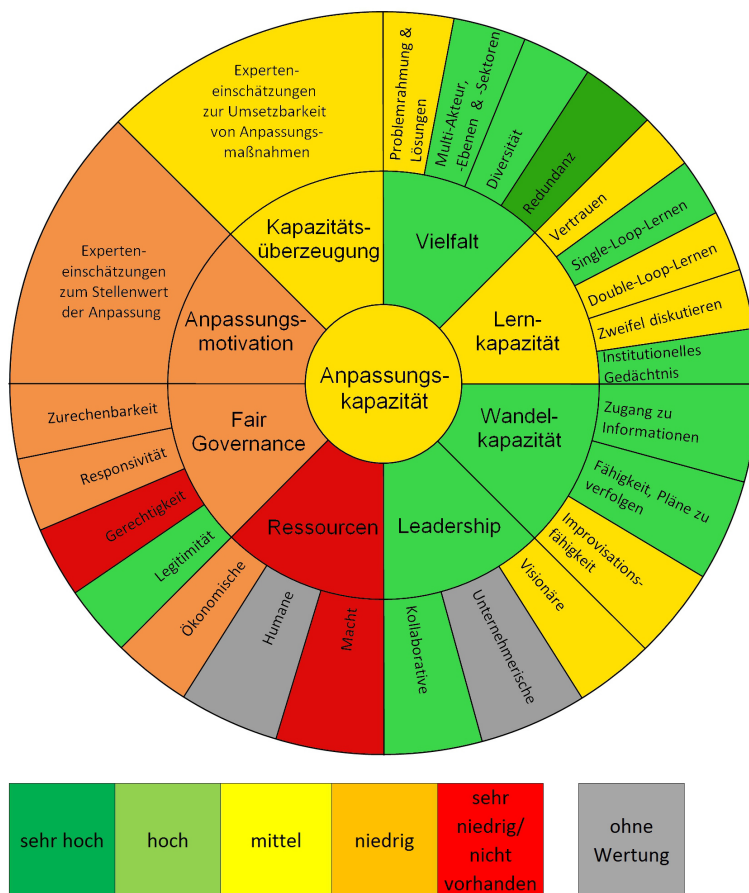 Experten-
einschätzungen
zur Umsetzbarkeit
von Anpassungs-
maßnahmen
Problemrahmung &
Lösungen
Multi-Akteur,
-Ebenen & -Sektoren
Diversität
Redundanz
Vertrauen
Single-Loop-Lernen
Double-Loop-Lernen
Zweifel diskutieren
Institutionelles
Gedächtnis
Zugang zu
Informationen
Fähigkeit, Pläne zu
verfolgen
Improvisations-
fähigkeit
Visionäre
Unternehmerische
Kollaborative
Macht
Humane
Ökonomische
Legitimität
Gerechtigkeit
Responsivität
Zurechenbarkeit
Experten-
einschätzungen
zum Stellenwert
der Anpassung
Kapazitäts-
überzeugung
Vielfalt
Lern-
kapazität
Wandel-
kapazität
Leadership
Ressourcen
Fair
Governance
Anpassungs-
motivation
Anpassungs-
kapazität
sehr hoch
hoch
mittel
niedrig
sehr
niedrig/
nicht
vorhanden
ohne
Wertung